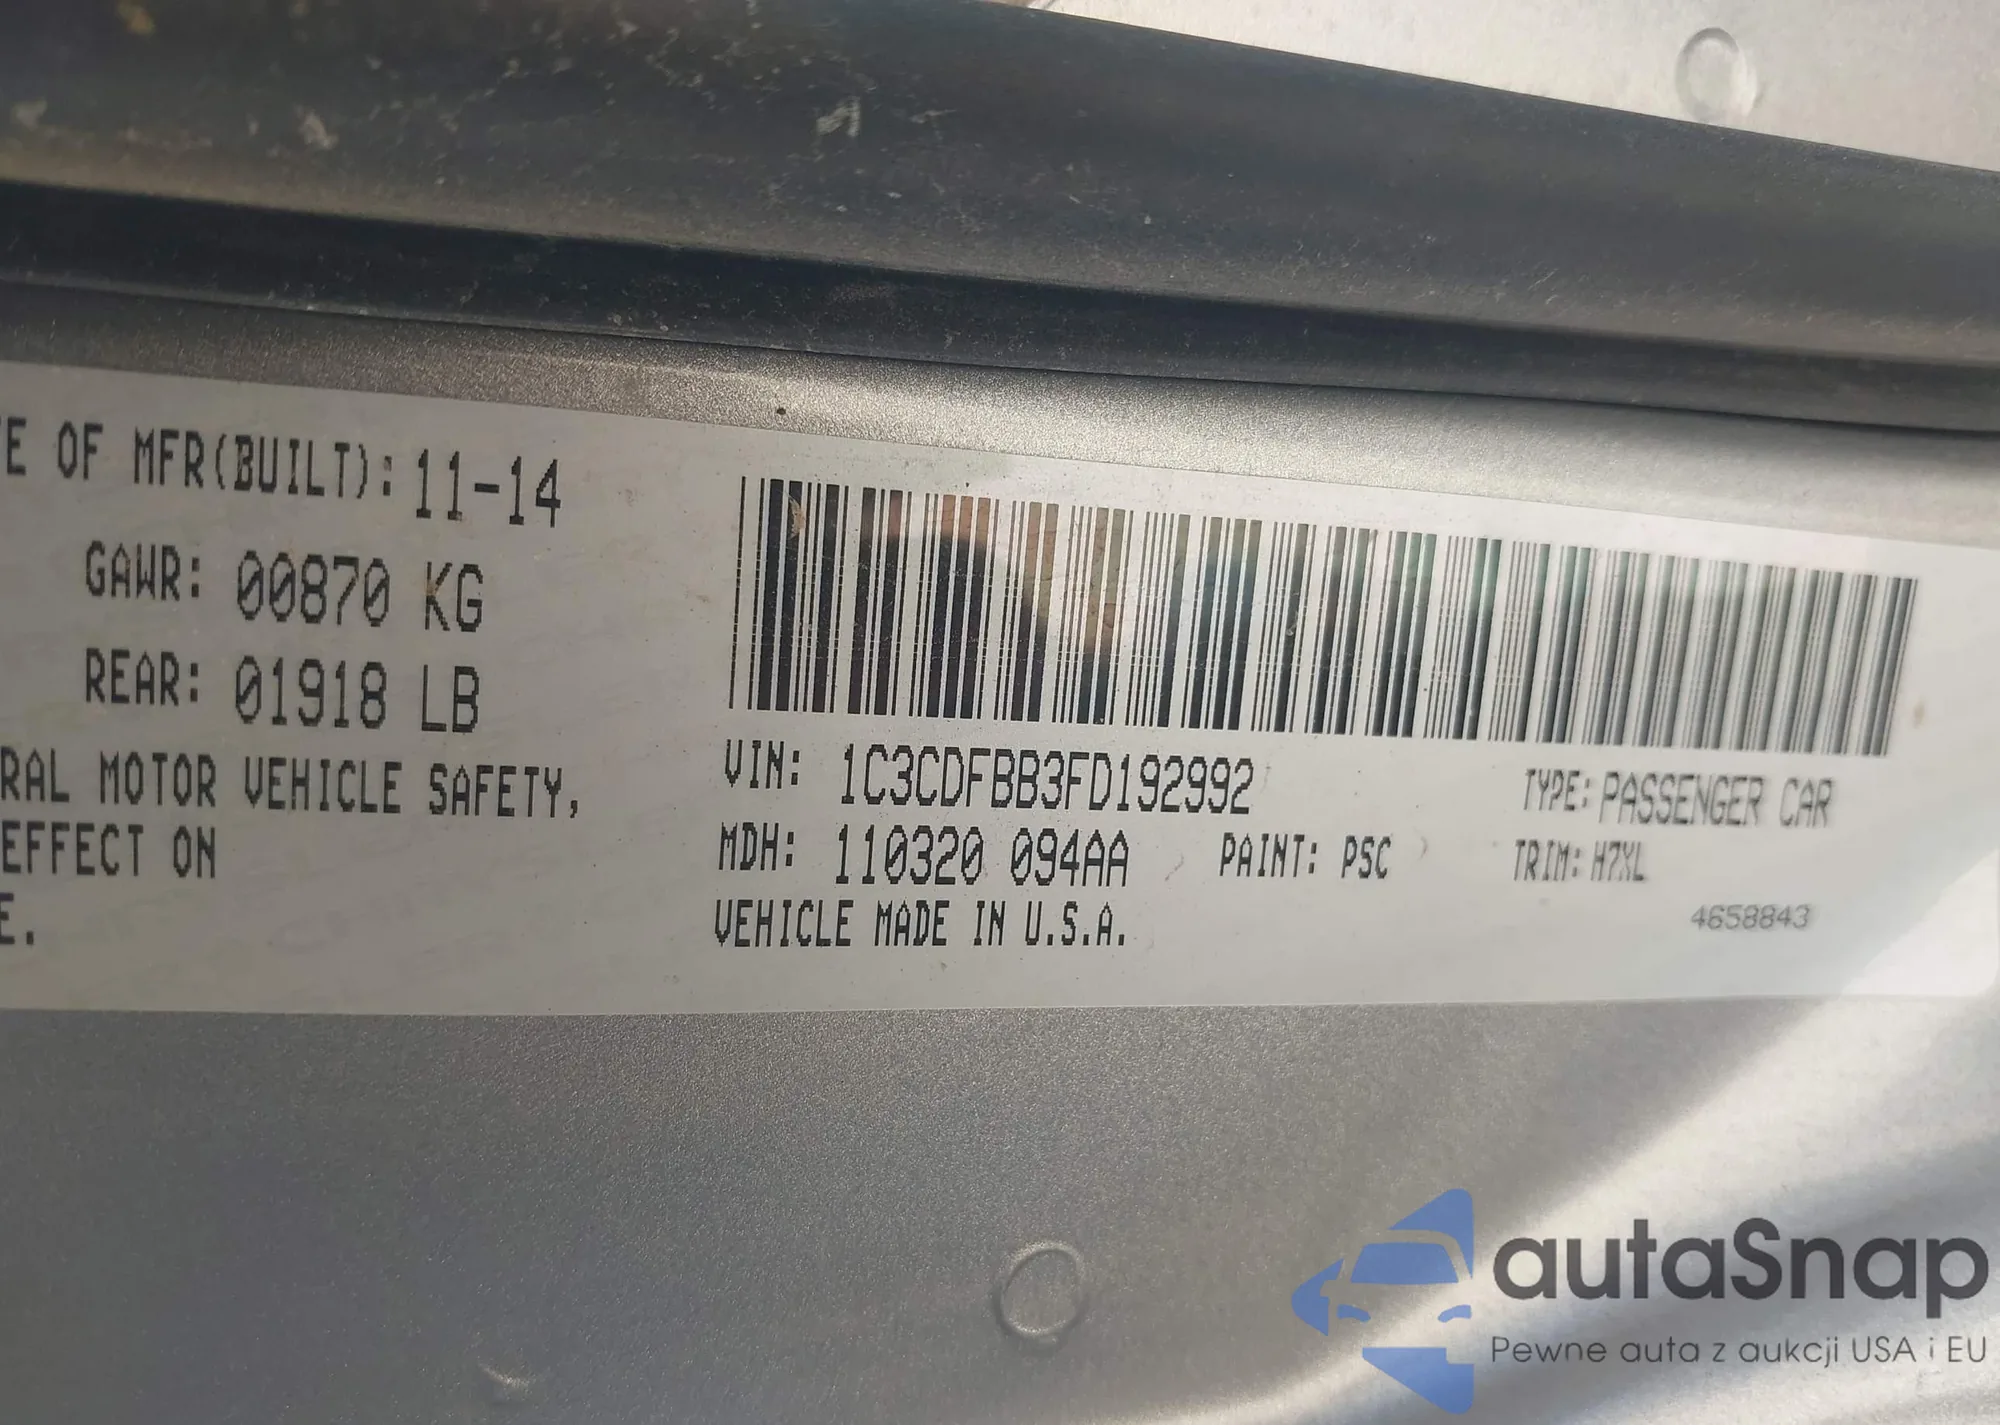 E OF MFR(BUILT): 11-14
GAWR: 00870 KG
REAR: 01918 LB
RAL MOTOR VEHICLE SAFETY,
EFFECT ON
E.
VIN: 1C3CDFBB3FD192992
TYPE: PASSENGER CAR
MDH: 110320 094AA
PAINT: PSC
TRIM: H7XL
VEHICLE MADE IN U.S.A.
4658843
autaSnap
Pewne auta z aukcji USA i EU